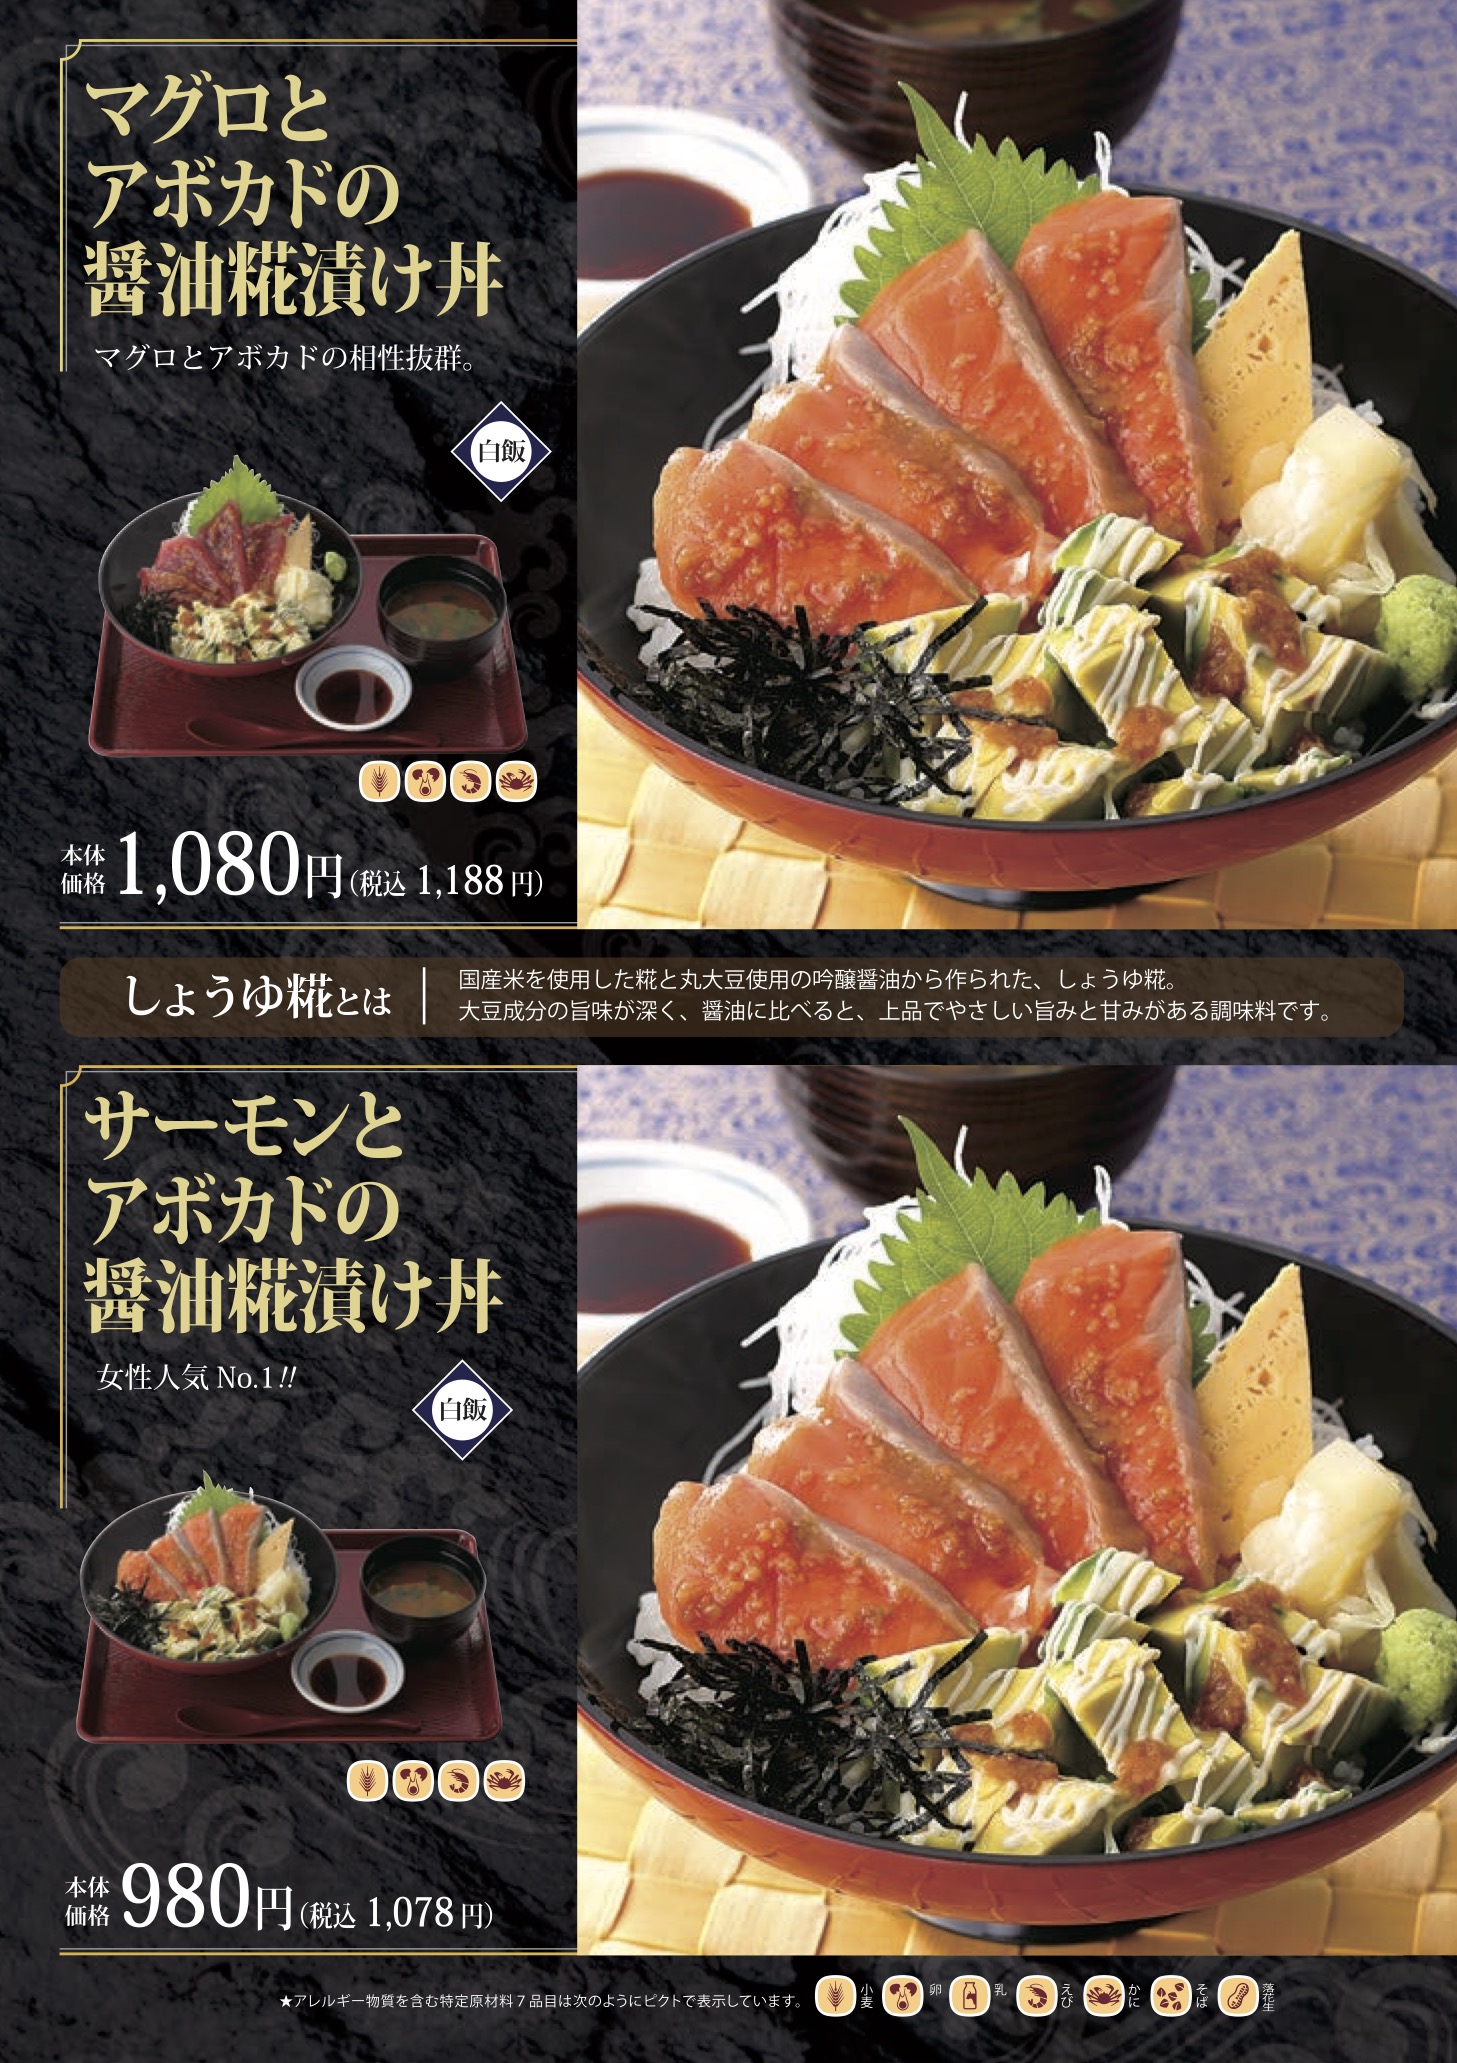 マグロと
アボカドの
醤油糀漬け丼
マグロとアボカドの相性抜群。
白飯
本体
価格 1,080円(税込 1,188円)
しょうゆ糀とは
国産米を使用した糀と丸大豆使用の吟醸醤油から作られた、しょうゆ糀。
大豆成分の旨味が深く、醤油に比べると、上品でやさしい旨みと甘みがある調味料です。
サーモンと
アボカドの
醤油糀漬け丼
女性人気 No.1!!
白飯
本体
価格 980円(税込 1,078円)
★アレルギー物質を含む特定原材料7品目は次のようにピクトで表示しています。 小麦 卵 乳 えび かに そば 落花生